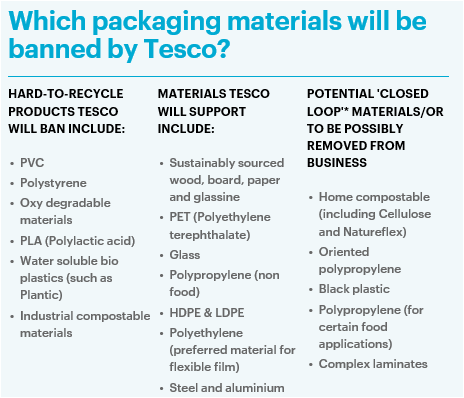 Which packaging materials will be
banned by Tesco?
HARD-TO-RECYCLE
PRODUCTS TESCO
WILL BAN INCLUDE:
• PVC
• Polystyrene
• Oxy degradable
materials
• PLA (Polylactic acid)
• Water soluble bio
plastics (such as
Plantic)
• Industrial compostable
materials
MATERIALS TESCO
WILL SUPPORT
INCLUDE:
• Sustainably sourced
wood, board, paper
and glassine
• PET (Polyethylene
terephthalate)
• Glass
• Polypropylene (non
food)
• HDPE & LDPE
• Polyethylene
(preferred material for
flexible film)
• Steel and aluminium
POTENTIAL 'CLOSED
LOOP'* MATERIALS/OR
TO BE POSSIBLY
REMOVED FROM
BUSINESS
• Home compostable
(including Cellulose
and Natureflex)
• Oriented
polypropylene
• Black plastic
• Polypropylene (for
certain food
applications)
• Complex laminates